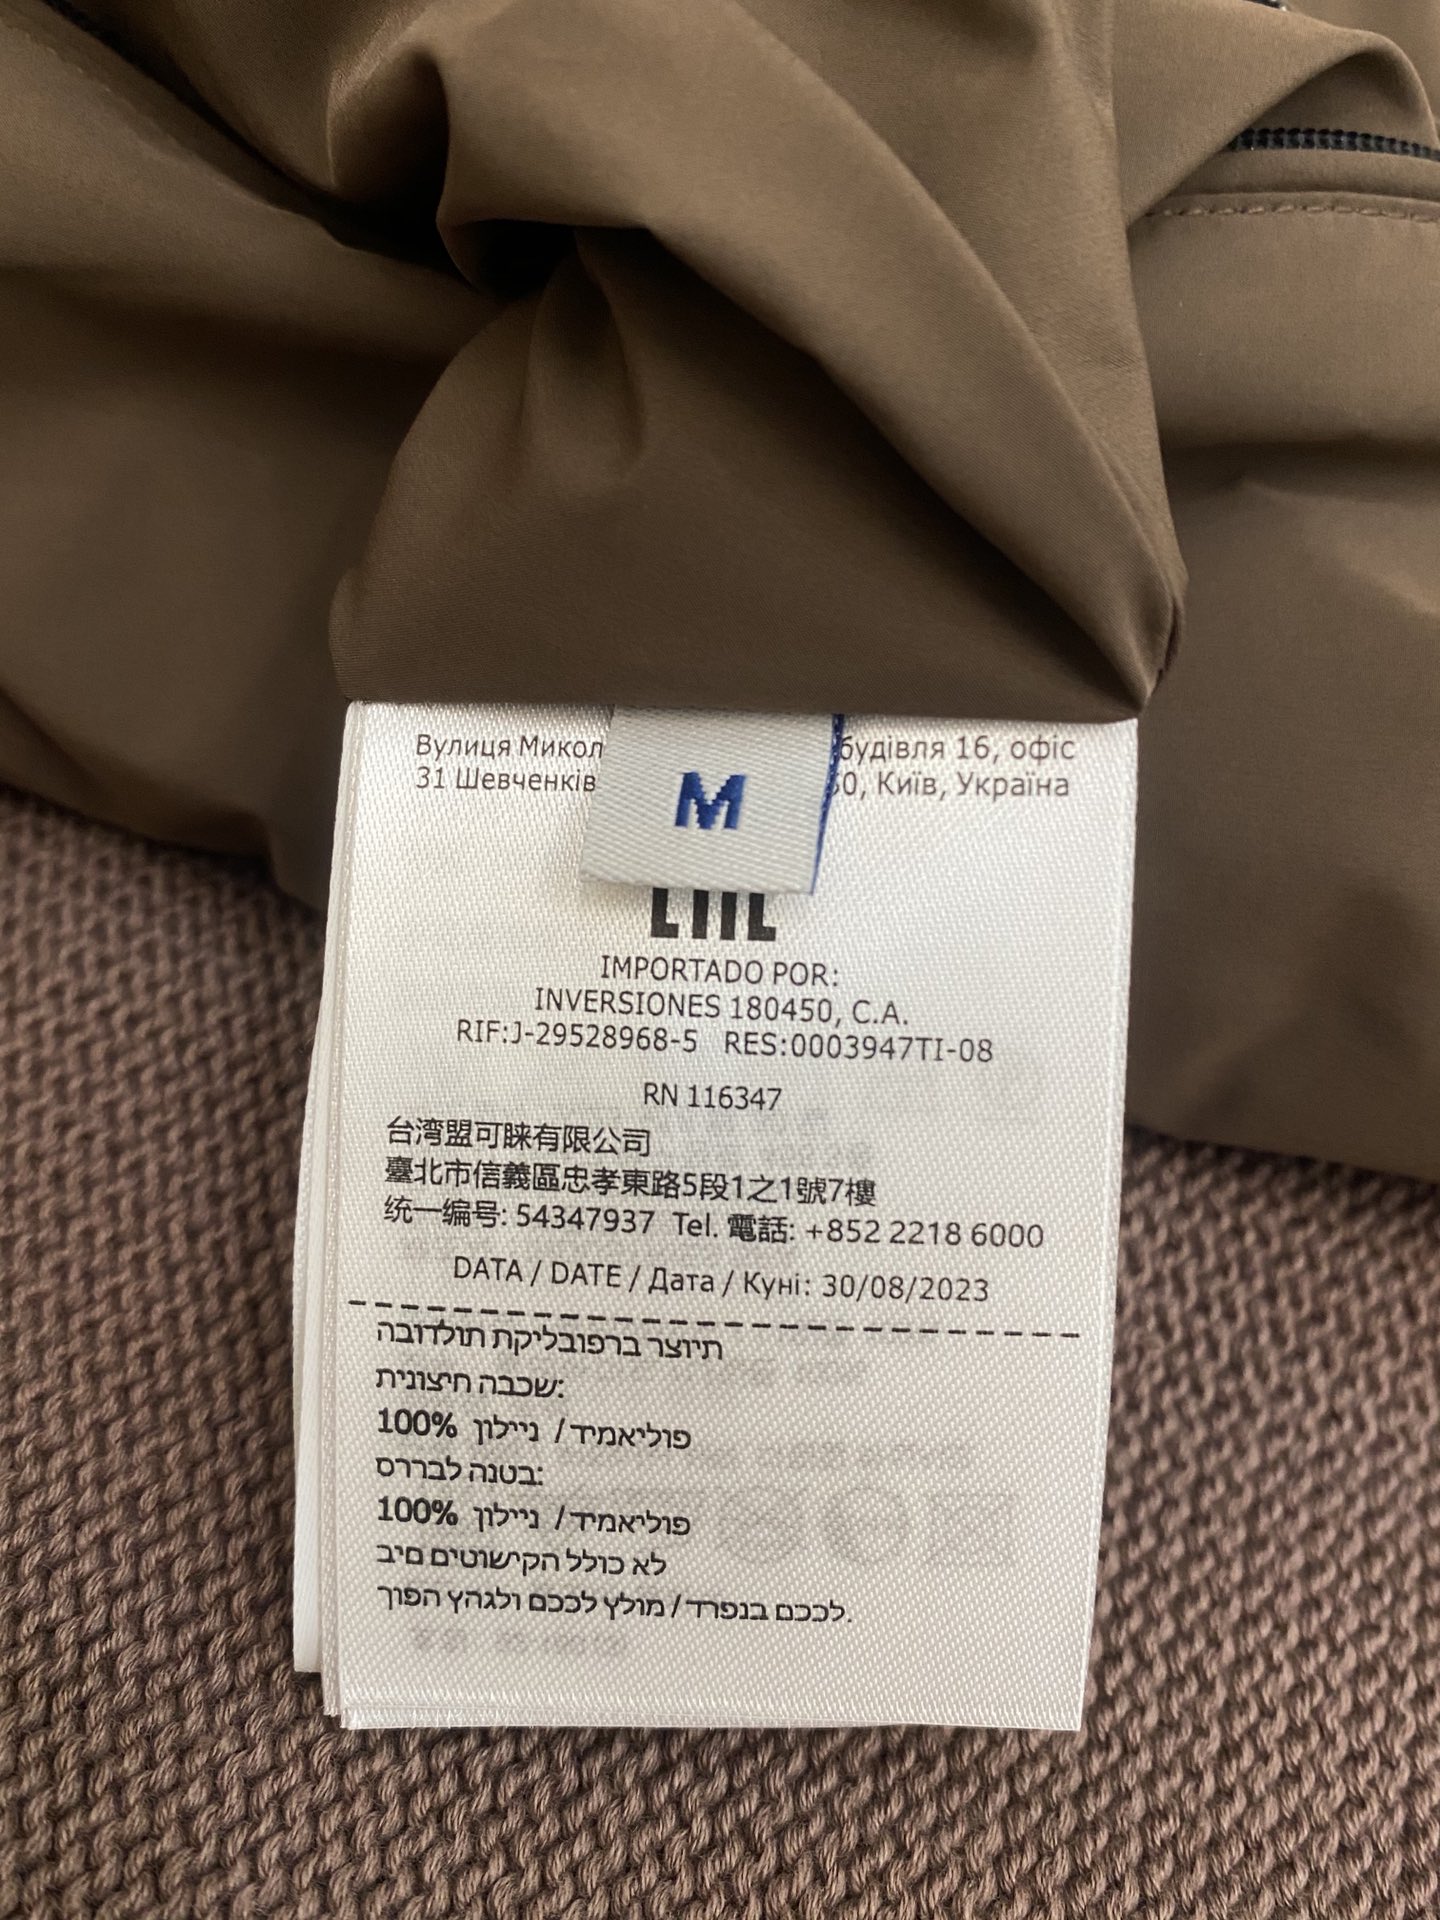 Вулиця Микол будівля 16, офіс
31 Шевченків 50, Київ, Україна
M
IMPORTADO POR:
INVERSIONES 180450, C.A.
RIF:J-29528968-5 RES:0003947TI-08
RN 116347
台湾盟可睐有限公司
臺北市信義區忠孝東路5段1之1號7樓
统一编号: 54347937 Tel. 電話: +852 2218 6000
DATA / DATE / Дата / Куні: 30/08/2023
תיוצר ברפובליקת תולדובה
שכבה חיצונית:
100% ניילון / פוליאמיד
בטנה לבררס:
100% ניילון / פוליאמיד
לא כולל הקישוטים םיב
לככם בנפרד / מולץ לככם ולגהץ הפוך.